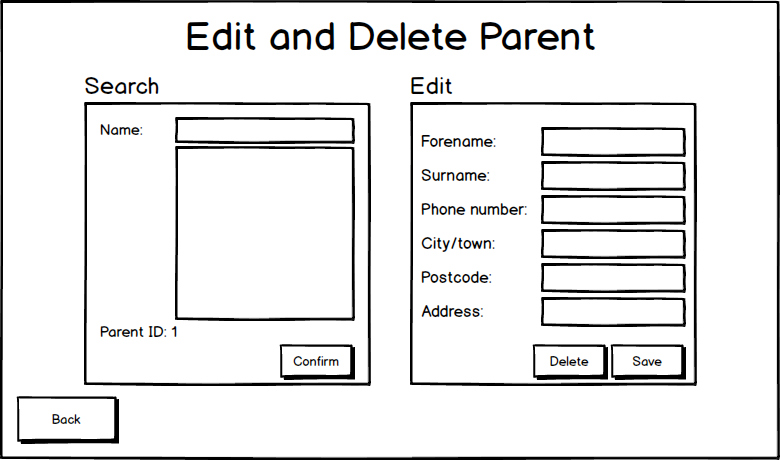 Edit and Delete Parent
Search
Name:
Parent ID: 1
Confirm
Edit
Forename:
Surname:
Phone number:
City/town:
Postcode:
Address:
Delete
Save
Back